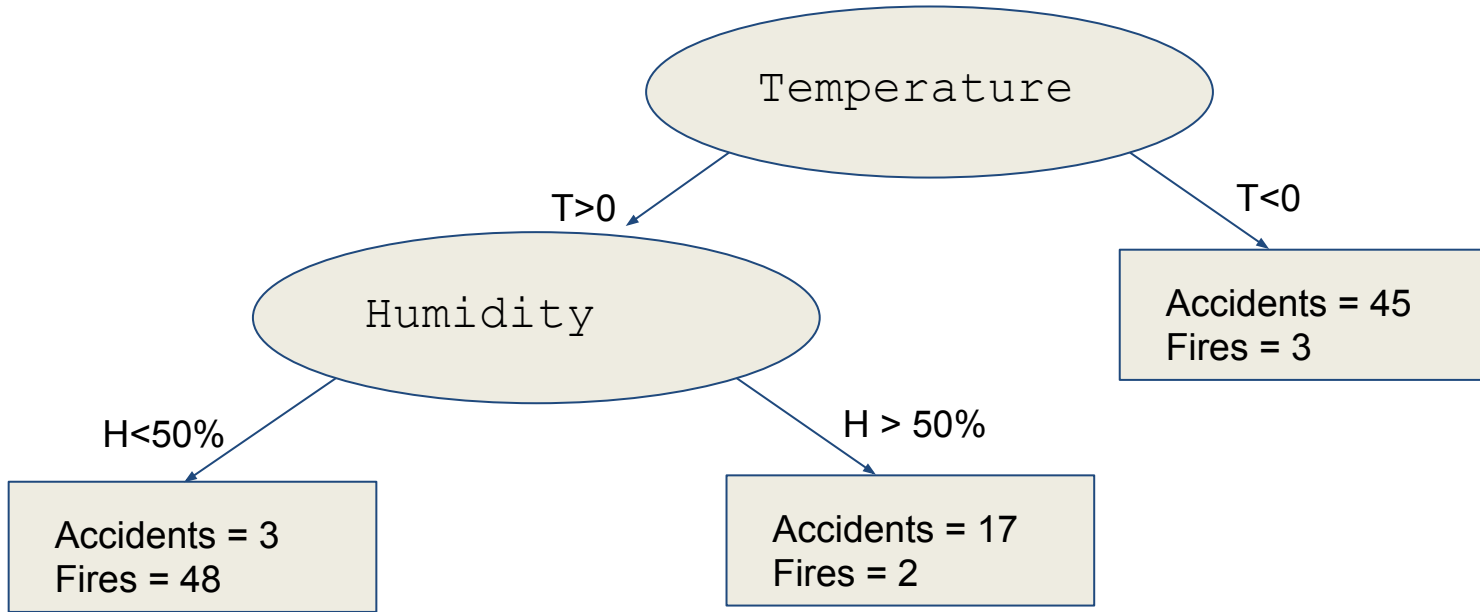 Temperature
T>0
T<0
Humidity
Accidents = 45
Fires = 3
H<50%
H > 50%
Accidents = 3
Fires = 48
Accidents = 17
Fires = 2